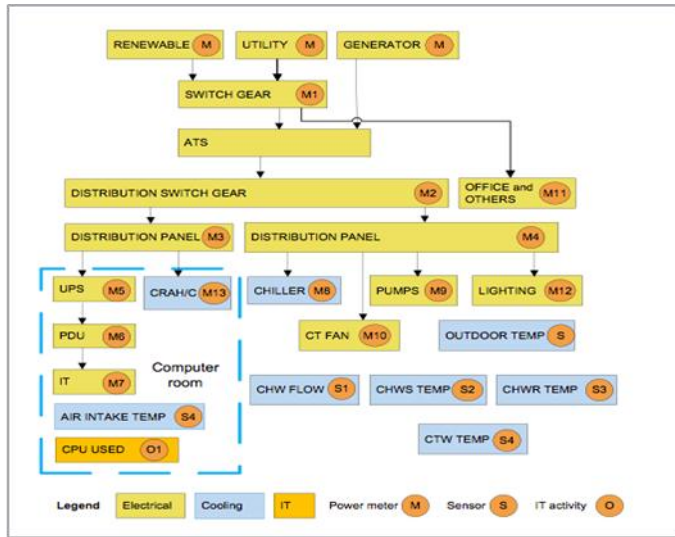 RENEWABLE M
UTILITY M
GENERATOR M
SWITCH GEAR M1
ATS
DISTRIBUTION SWITCH GEAR M2
OFFICE and
OTHERS M11
DISTRIBUTION PANEL M3
DISTRIBUTION PANEL M4
UPS M5
CRAH/C M13
CHILLER M8
PUMPS M9
LIGHTING M12
PDU M6
CT FAN M10
OUTDOOR TEMP S
Computer
room
IT M7
CHW FLOW S1
CHWS TEMP S2
CHWR TEMP S3
AIR INTAKE TEMP S4
CTW TEMP S4
CPU USED O1
Legend Electrical Cooling IT Power meter M Sensor S IT activity O